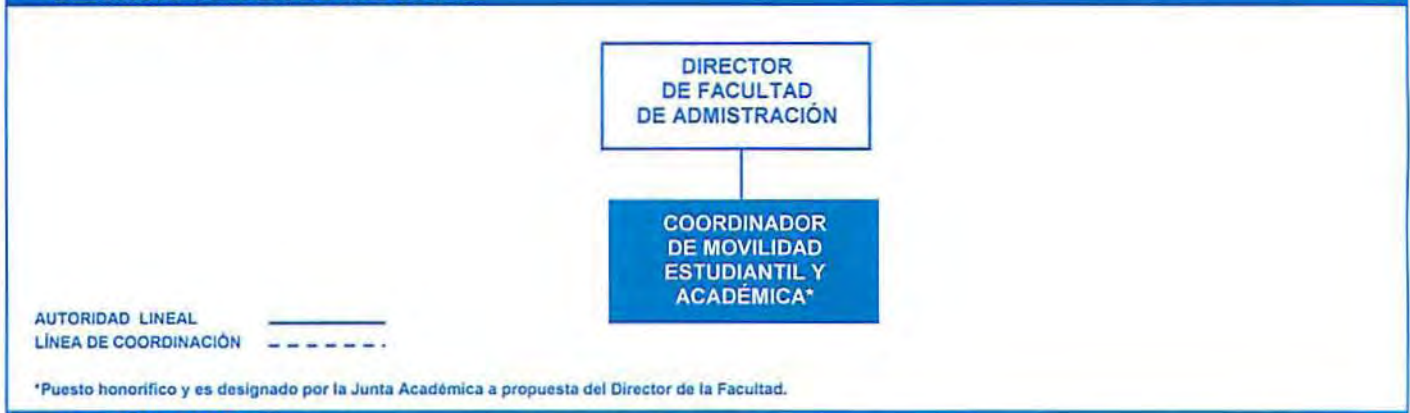 DIRECTOR
DE FACULTAD
DE ADMISTRACIÓN
COORDINADOR
DE MOVILIDAD
ESTUDIANTIL Y
ACADÉMICA*
AUTORIDAD LINEAL
LÍNEA DE COORDINACIÓN
*Puesto honorífico y es designado por la Junta Académica a propuesta del Director de la Facultad.